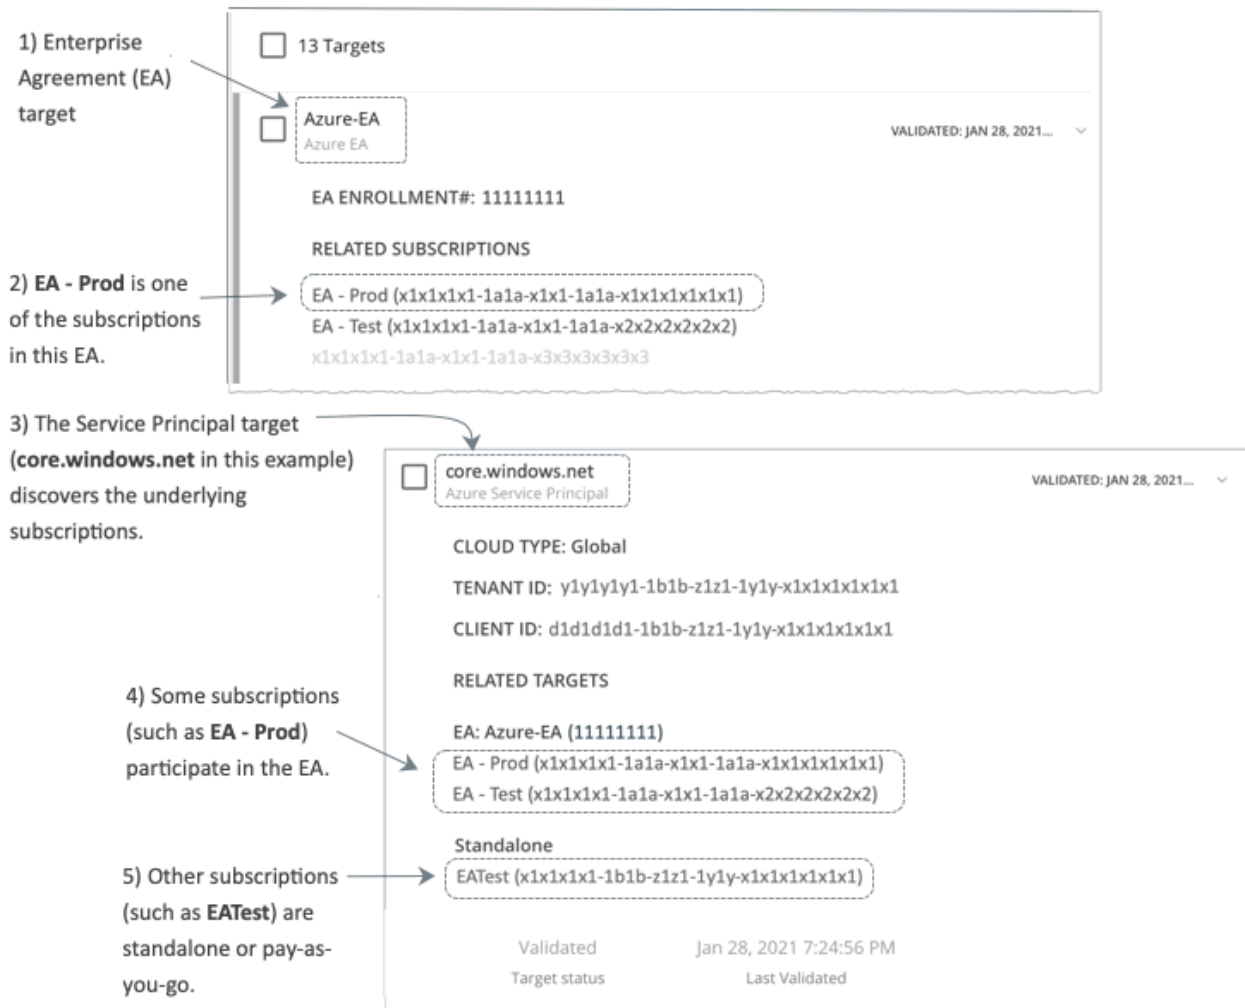 1) Enterprise
Agreement (EA)
target
13 Targets
Azure-EA
Azure EA
VALIDATED: JAN 28, 2021...
EA ENROLLMENT#: 11111111
RELATED SUBSCRIPTIONS
2) EA - Prod is one
of the subscriptions
in this EA.
EA - Prod (x1x1x1x1-1a1a-x1x1-1a1a-x1x1x1x1x1x1)
EA - Test (x1x1x1x1-1a1a-x1x1-1a1a-x2x2x2x2x2x2)
x1x1x1x1-1a1a-x1x1-1a1a-x3x3x3x3x3x3
3) The Service Principal target
(core.windows.net in this example)
discovers the underlying
subscriptions.
core.windows.net
Azure Service Principal
VALIDATED: JAN 28, 2021...
CLOUD TYPE: Global
TENANT ID: y1y1y1y1-1b1b-z1z1-1y1y-x1x1x1x1x1x1
CLIENT ID: d1d1d1d1-1b1b-z1z1-1y1y-x1x1x1x1x1x1
RELATED TARGETS
4) Some subscriptions
(such as EA - Prod)
participate in the EA.
EA: Azure-EA (11111111)
EA - Prod (x1x1x1x1-1a1a-x1x1-1a1a-x1x1x1x1x1x1)
EA - Test (x1x1x1x1-1a1a-x1x1-1a1a-x2x2x2x2x2x2)
Standalone
EATest (x1x1x1x1-1b1b-z1z1-1y1y-x1x1x1x1x1x1)
5) Other subscriptions
(such as EATest) are
standalone or pay-as-
you-go.
Validated
Jan 28, 2021 7:24:56 PM
Target status
Last Validated